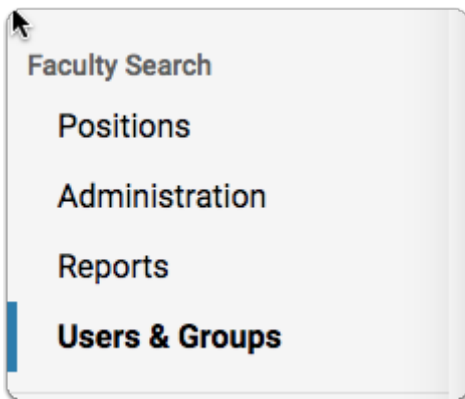 Faculty Search
Positions
Administration
Reports
Users & Groups